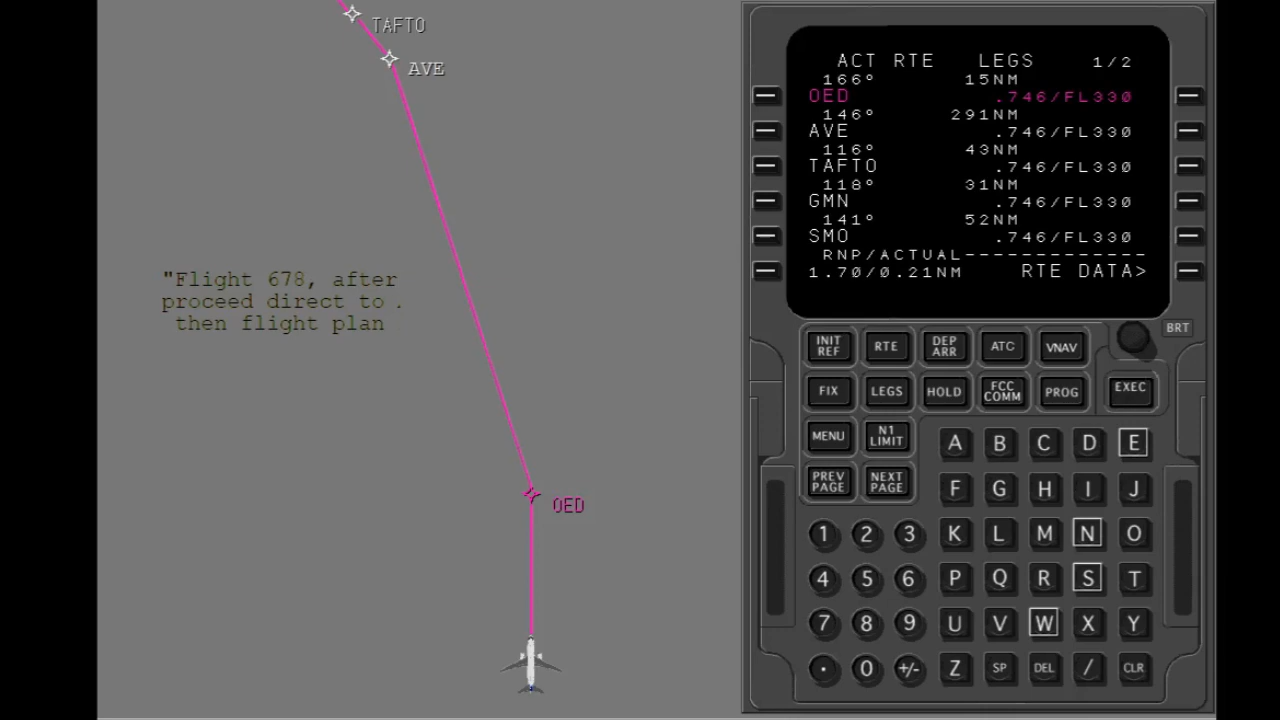 TAFTO
AVE
"Flight 678, after
proceed direct to .
then flight plan
OED
ACT RTE LEGS 1/2
166° 15NM
OED .746/FL330
146° 291NM
AVE .746/FL330
116° 43NM
TAFTO .746/FL330
118° 31NM
GMN .746/FL330
141° 52NM
SMO .746/FL330
RNP/ACTUAL-------------
1.70/0.21NM RTE DATA>
BRT
INIT REF RTE DEP ARR ATC VNAV
FIX LEGS HOLD FCC COMM PROG EXEC
MENU N1 LIMIT
PREV PAGE NEXT PAGE
A B C D E
F G H I J
1 2 3 K L M N O
4 5 6 P Q R S T
7 8 9 U V W X Y
. 0 +/- Z SP DEL / CLR